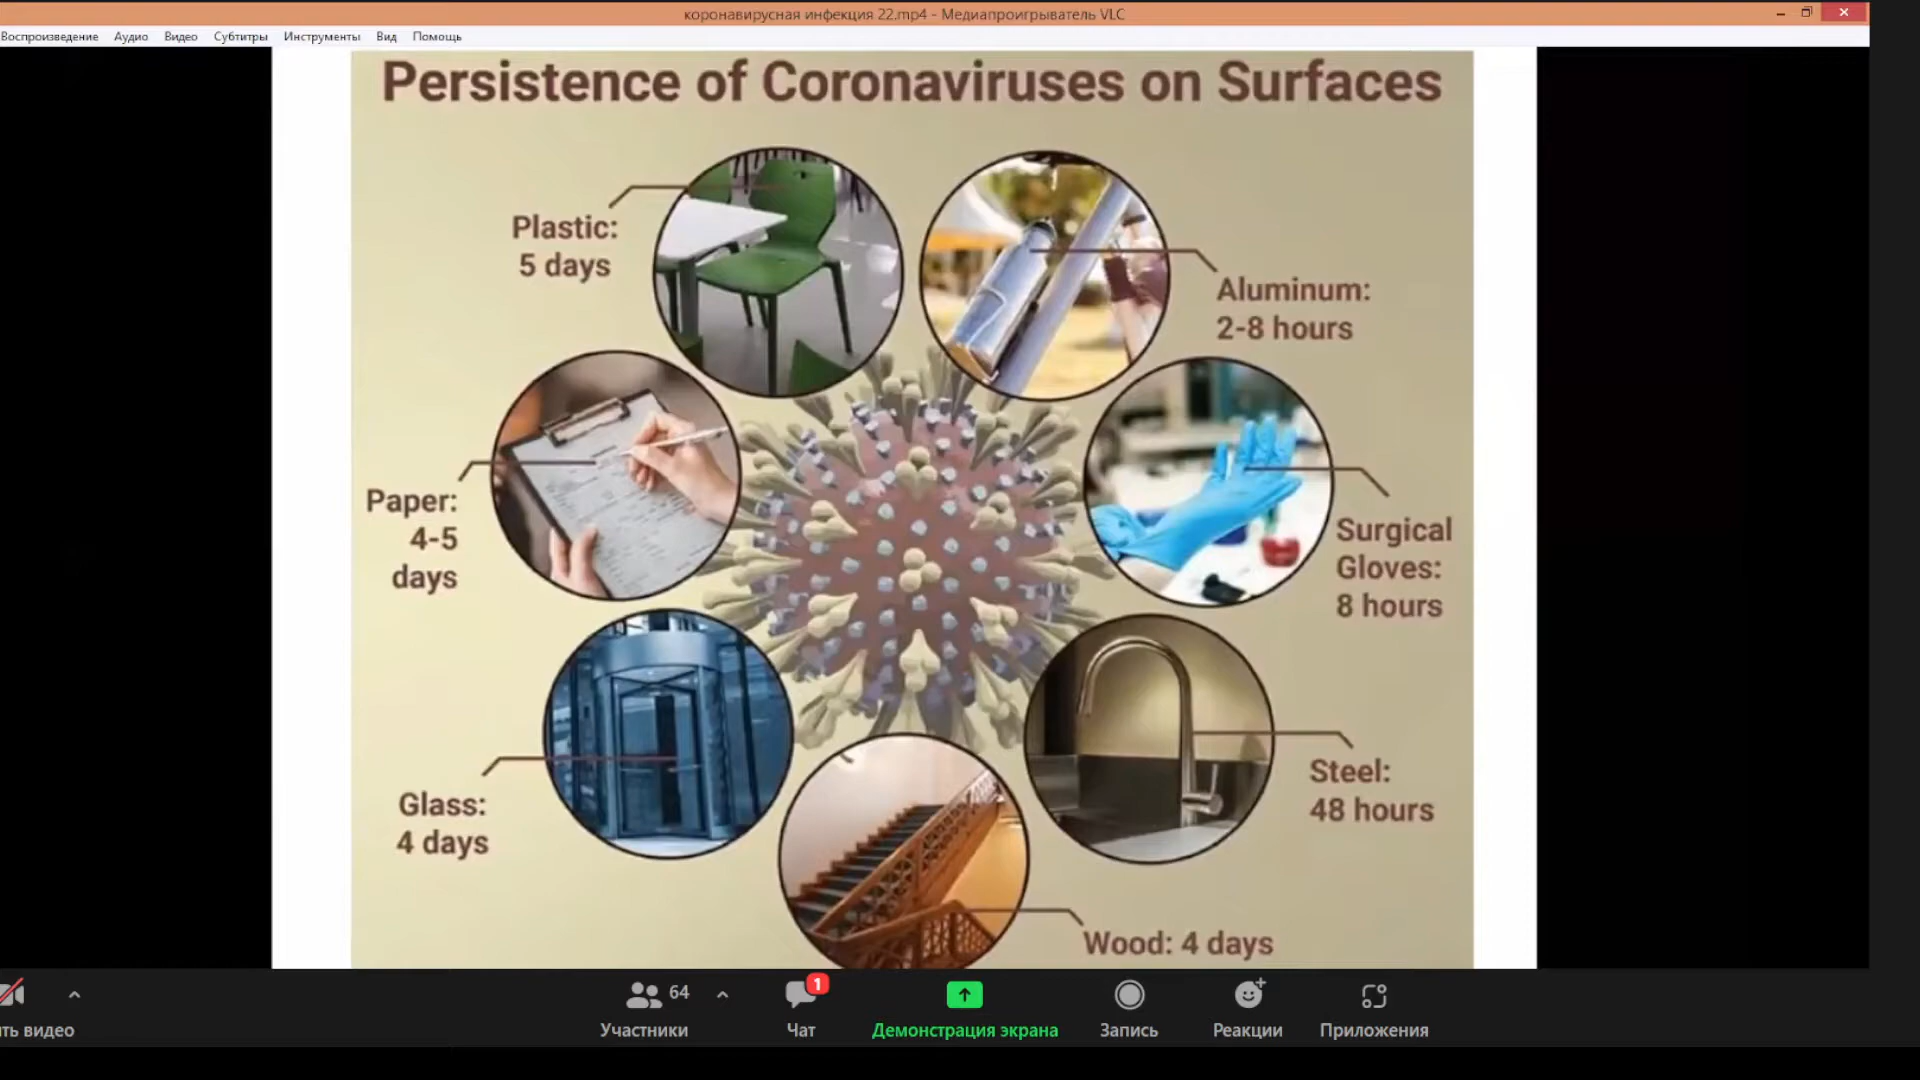 коронавирусная инфекция 22.mp4 - Медиапроигрыватель VLC
Воспроизведение Аудио Видео Субтитры Инструменты Вид Помощь
Persistence of Coronaviruses on Surfaces
Plastic:
5 days
Aluminum:
2-8 hours
Paper:
4-5
days
Surgical
Gloves:
8 hours
Glass:
4 days
Steel:
48 hours
Wood: 4 days
64
1
видео
Участники
Чат
Демонстрация экрана
Запись
Реакции
Приложения